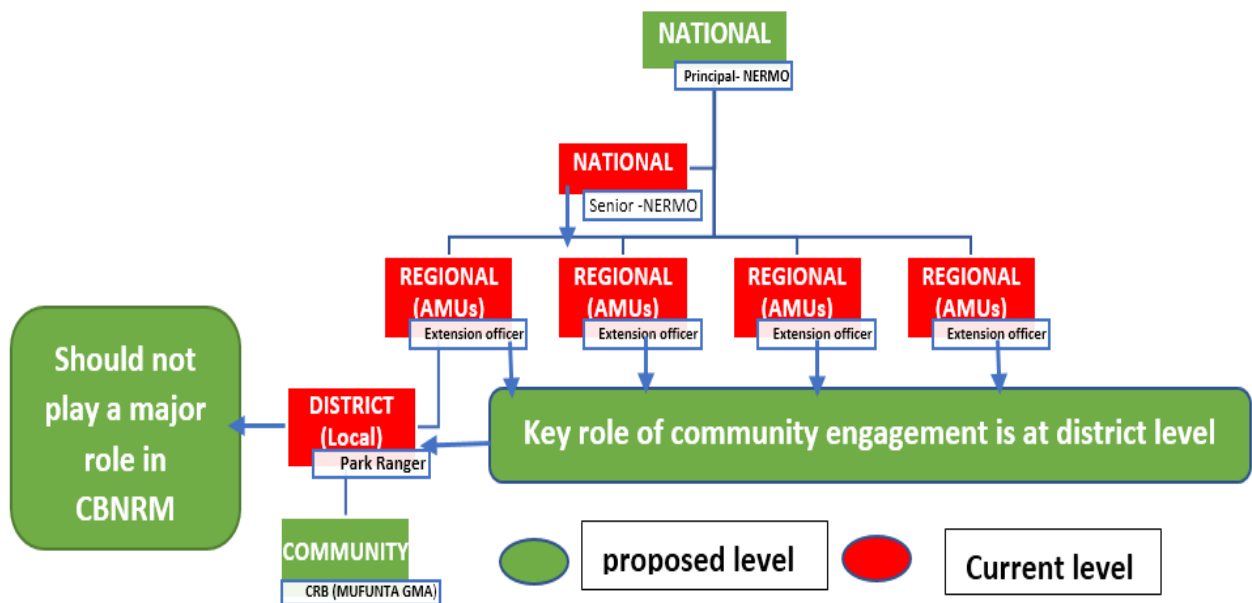 NATIONAL
Principal- NERMO
NATIONAL
Senior -NERMO
REGIONAL
(AMUs)
Extension officer
REGIONAL
(AMUs)
Extension officer
REGIONAL
(AMUs)
Extension officer
REGIONAL
(AMUs)
Extension officer
Should not
play a major
role in
CBNRM
DISTRICT
(Local)
Park Ranger
Key role of community engagement is at district level
COMMUNITY
CRB (MUFUNTA GMA)
proposed level
Current level